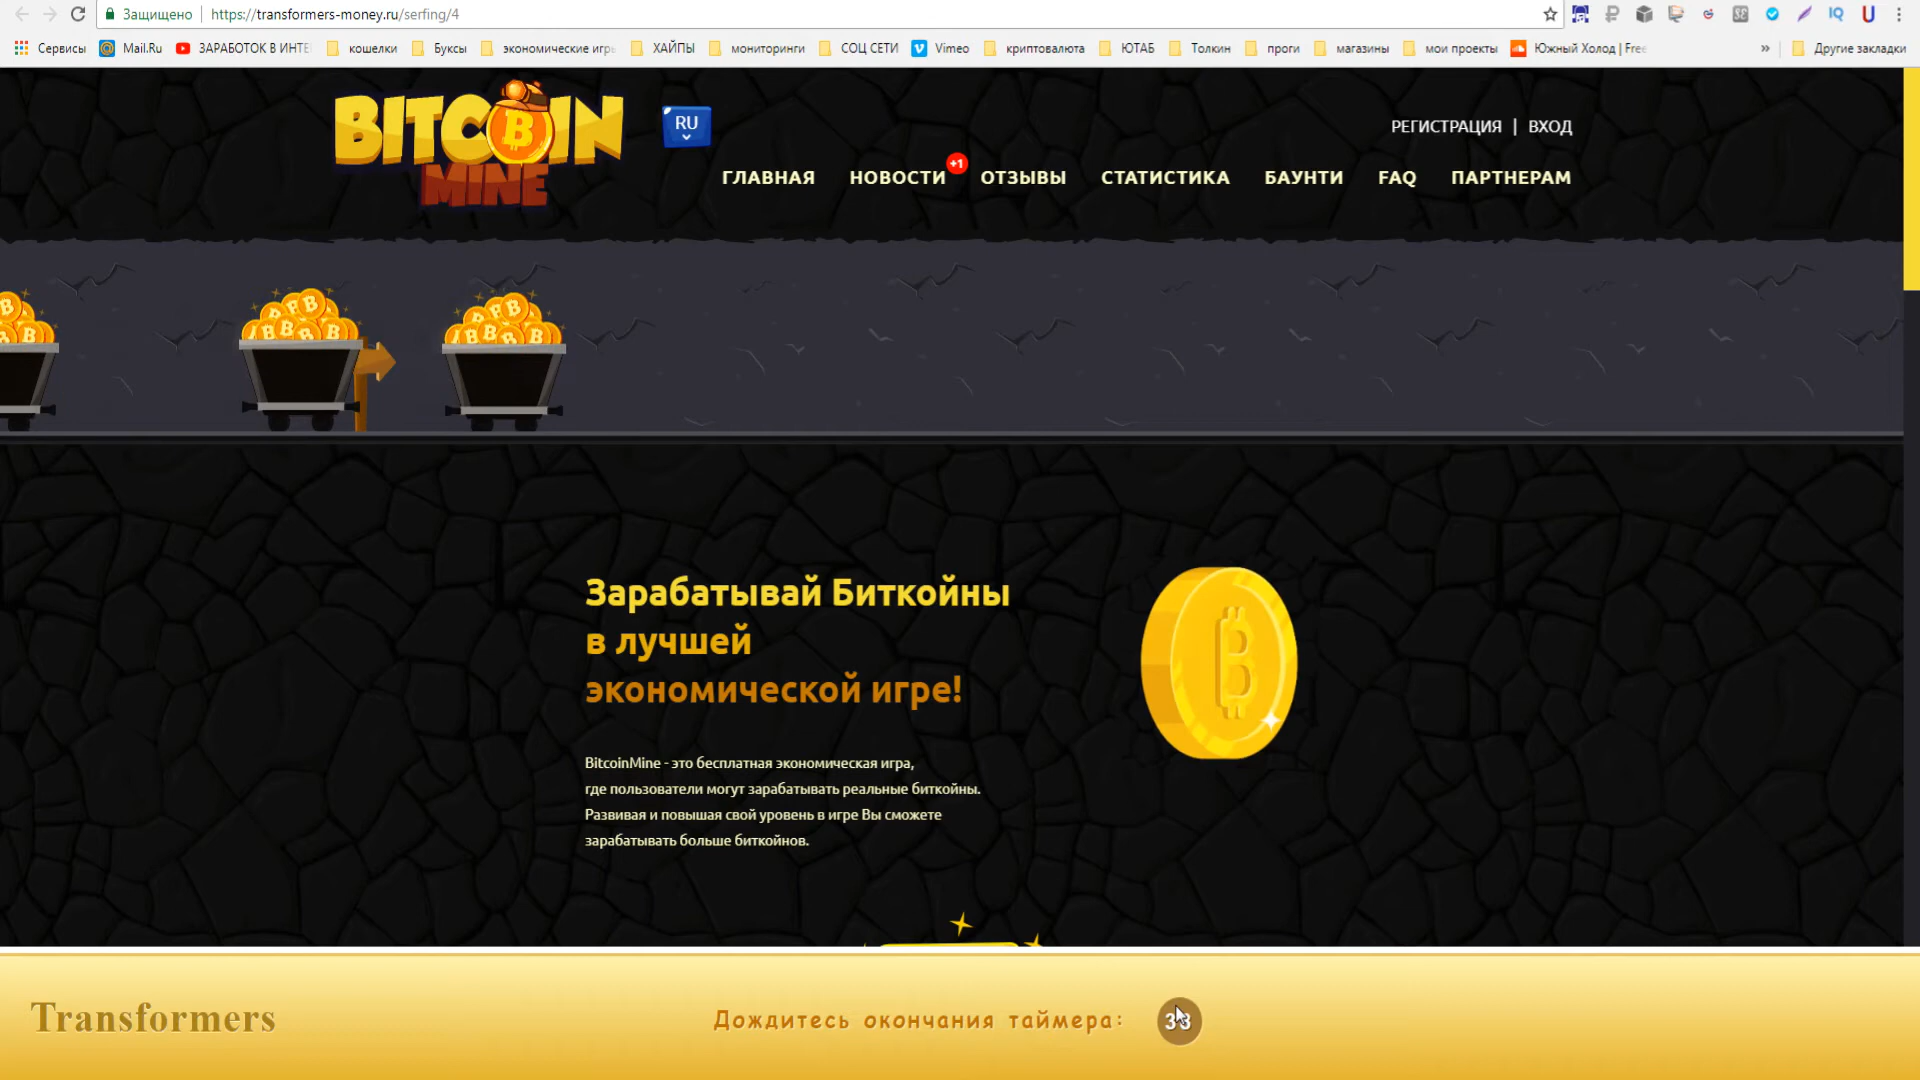 Защищено
https://transformers-money.ru/serfing/4
Сервисы
Mail.Ru
ЗАРАБОТОК В ИНТЕ
кошелки
Буксы
экономические игры
ХАЙПЫ
мониторинги
СОЦ СЕТИ
Vimeo
криптовалюта
ЮТАБ
Толкин
проги
магазины
мои проекты
Южный Холод | Free
»
Другие закладки
BITCOIN
MINE
RU
РЕГИСТРАЦИЯ | ВХОД
ГЛАВНАЯ
НОВОСТИ
+1
ОТЗЫВЫ
СТАТИСТИКА
БАУНТИ
FAQ
ПАРТНЕРАМ
Зарабатывай Биткойны
в лучшей
экономической игре!
BitcoinMine - это бесплатная экономическая игра,
где пользователи могут зарабатывать реальные биткойны.
Развивая и повышая свой уровень в игре Вы сможете
зарабатывать больше биткойнов.
Transformers
Дождитесь окончания таймера: